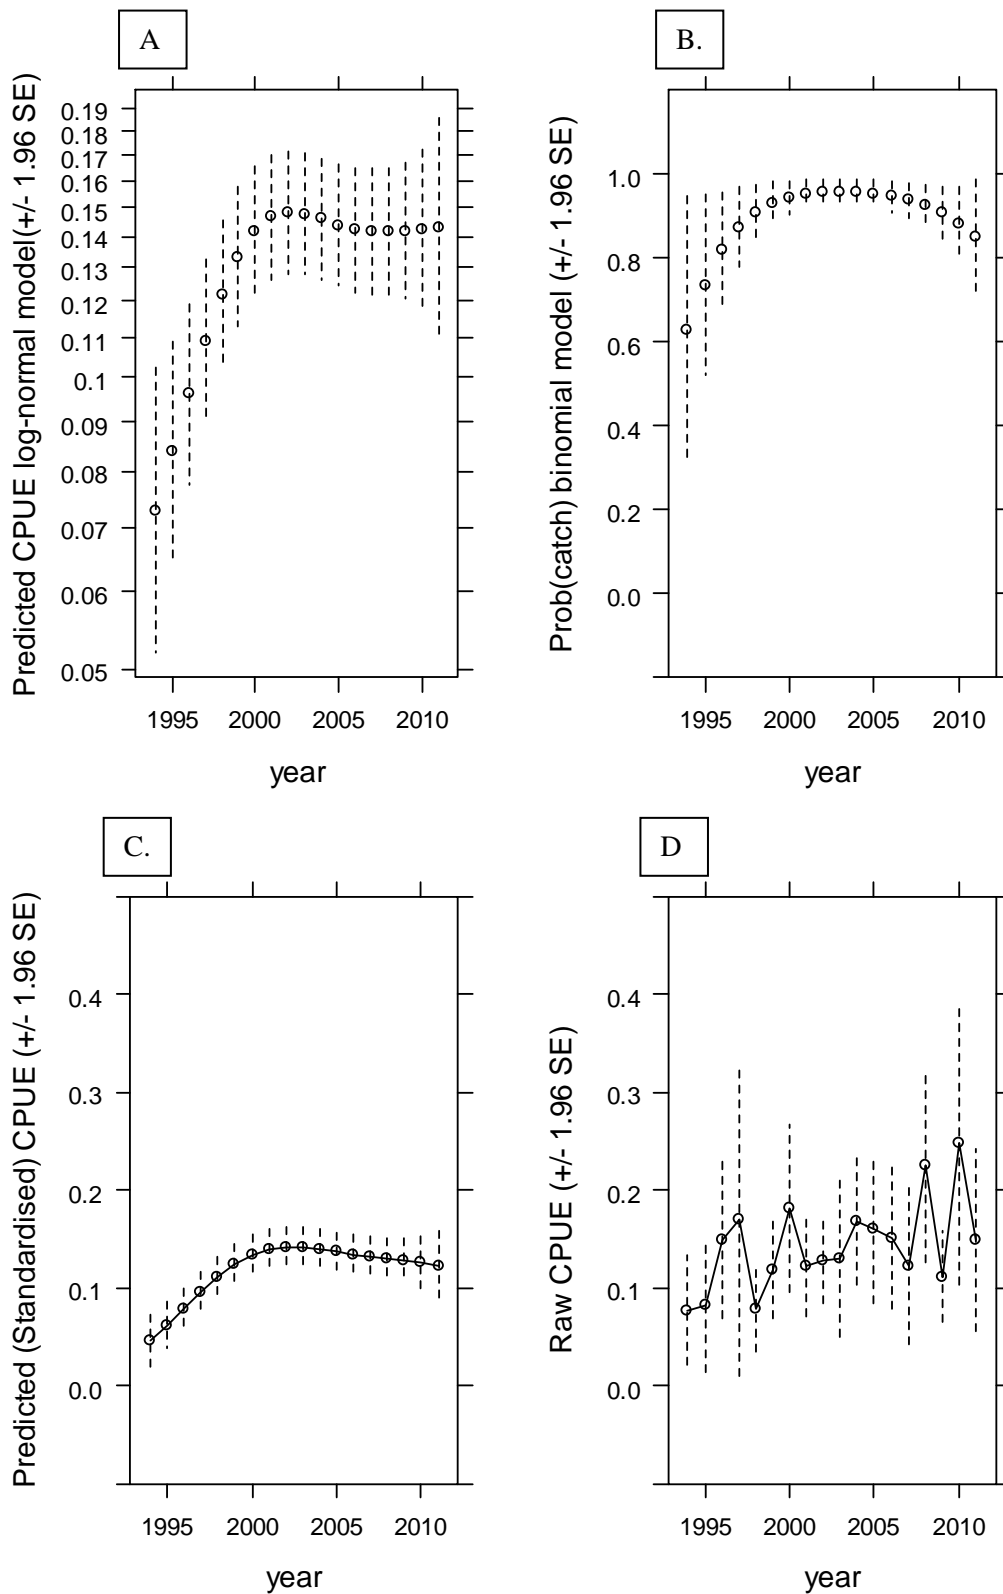 A
Predicted CPUE log-normal model(+/- 1.96 SE)
0.19
0.18
0.17
0.16
0.15
0.14
0.13
0.12
0.11
0.1
0.09
0.08
0.07
0.06
0.05
1995 2000 2005 2010
year
B.
Prob(catch) binomial model (+/- 1.96 SE)
1.0
0.8
0.6
0.4
0.2
0.0
1995 2000 2005 2010
year
C.
Predicted (Standardised) CPUE (+/- 1.96 SE)
0.4
0.3
0.2
0.1
0.0
1995 2000 2005 2010
year
D
Raw CPUE (+/- 1.96 SE)
0.4
0.3
0.2
0.1
0.0
1995 2000 2005 2010
year